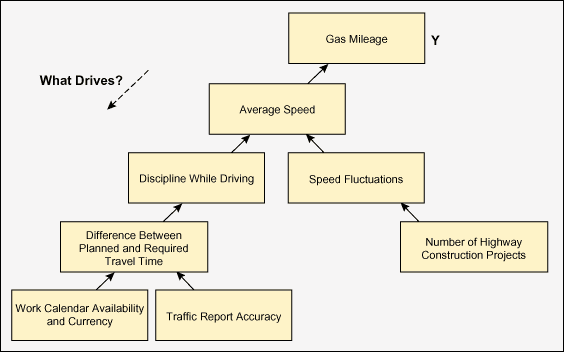 Gas Mileage
Y
What Drives?
Average Speed
Discipline While Driving
Speed Fluctuations
Difference Between
Planned and Required
Travel Time
Number of Highway
Construction Projects
Work Calendar Availability
and Currency
Traffic Report Accuracy